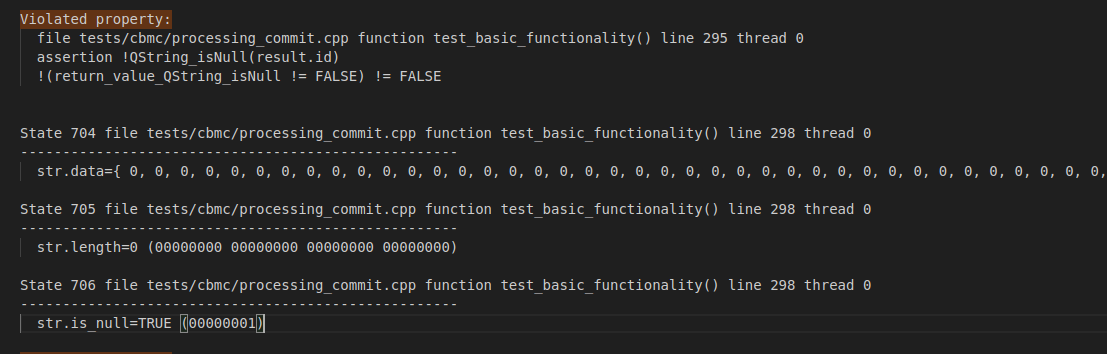 Violated property:
file tests/cbmc/processing_commit.cpp function test_basic_functionality() line 295 thread 0
assertion !QString_isNull(result.id)
!(return_value_QString_isNull != FALSE) != FALSE
State 704 file tests/cbmc/processing_commit.cpp function test_basic_functionality() line 298 thread 0
----------------------------------------------------
str.data={ 0, 0, 0, 0, 0, 0, 0, 0, 0, 0, 0, 0, 0, 0, 0, 0, 0, 0, 0, 0, 0, 0, 0, 0, 0, 0, 0, 0, 0, 0, 0, 0, 0, 0, 0, 0, 0, 0, 0,
State 705 file tests/cbmc/processing_commit.cpp function test_basic_functionality() line 298 thread 0
----------------------------------------------------
str.length=0 (00000000 00000000 00000000 00000000)
State 706 file tests/cbmc/processing_commit.cpp function test_basic_functionality() line 298 thread 0
----------------------------------------------------
str.is_null=TRUE (00000001)